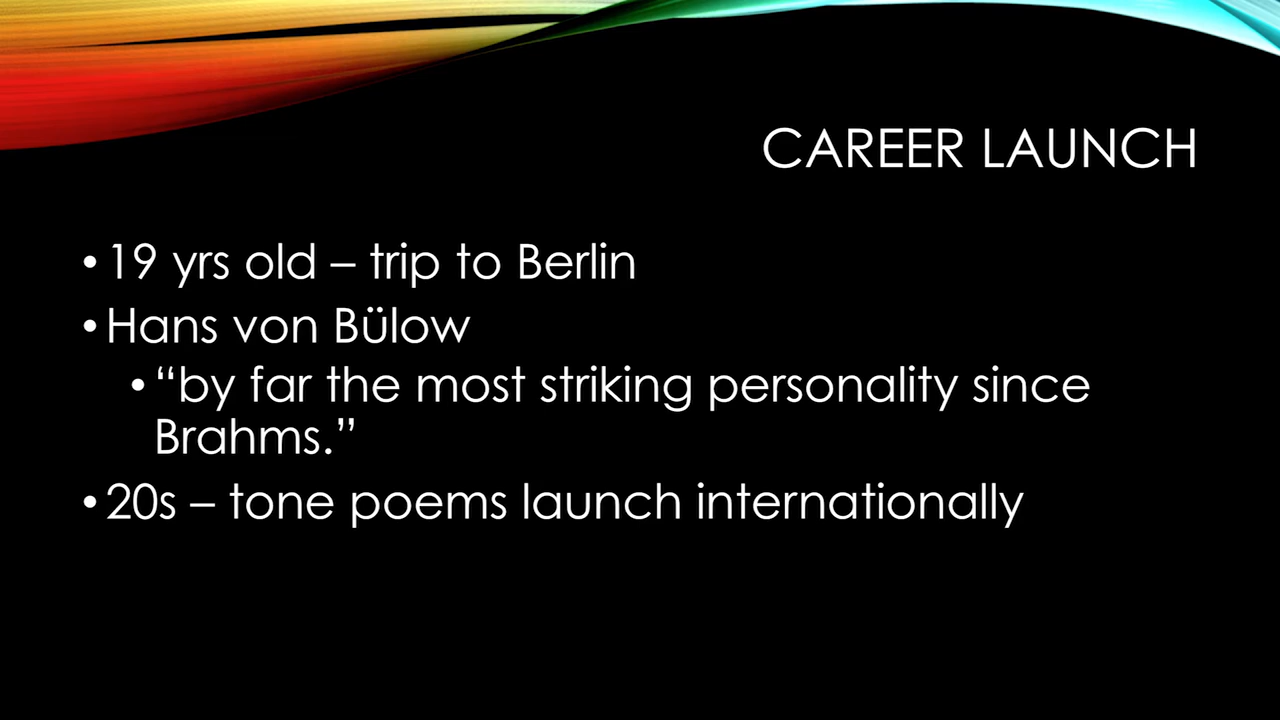 CAREER LAUNCH
•19 yrs old – trip to Berlin
•Hans von Bülow
•“by far the most striking personality since
Brahms.”
•20s – tone poems launch internationally